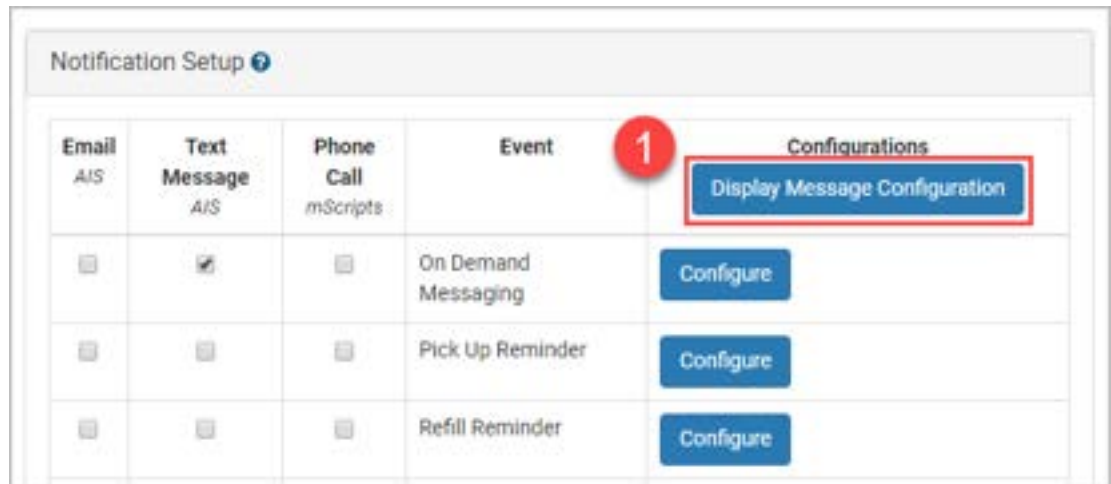 Notification Setup ?
Email
AIS
Text
Message
AIS
Phone
Call
mScripts
Event
1
Configurations
Display Message Configuration
On Demand
Messaging
Configure
Pick Up Reminder
Configure
Refill Reminder
Configure